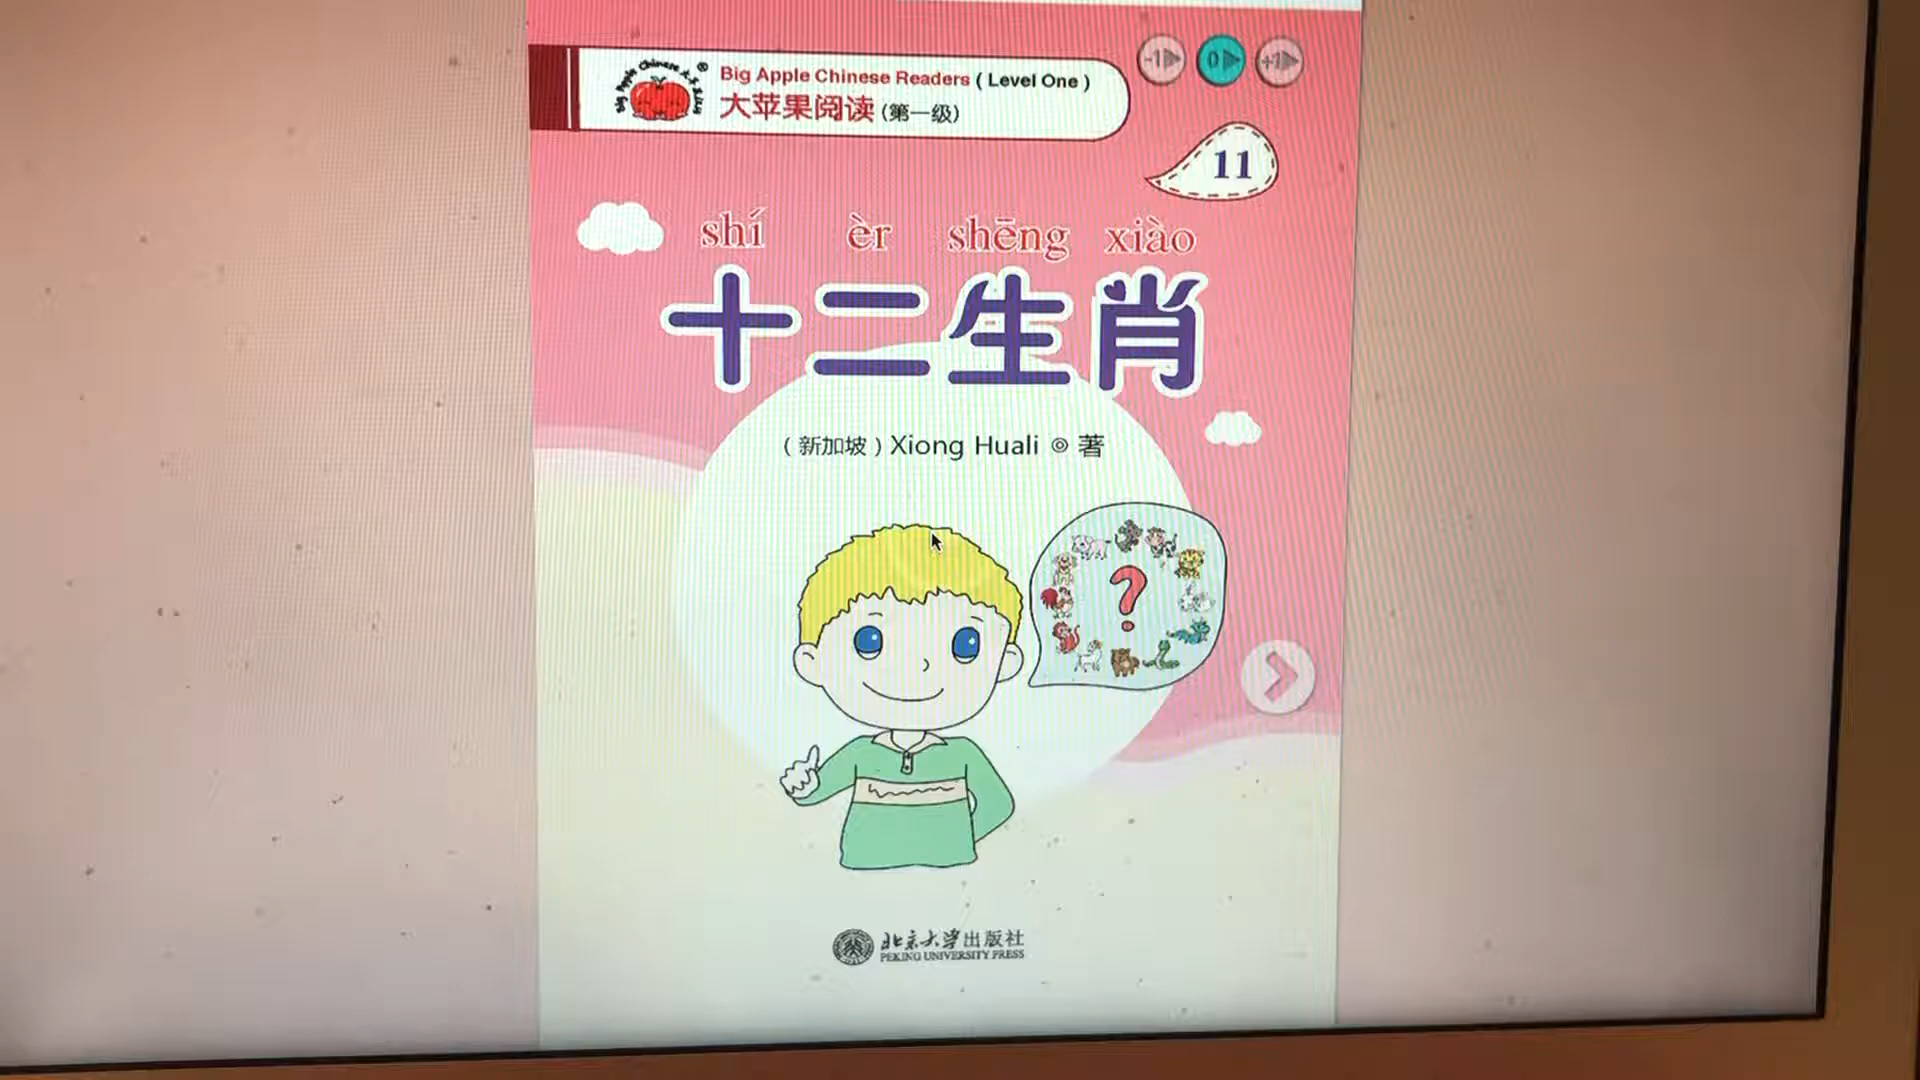 Big Apple Chinese Readers ( Level One )
大苹果阅读 (第一级)
-1
0
11
shí èr shēng xiào
十二生肖
( 新加坡 ) Xiong Huali ◎ 著
?
北京大学出版社
PEKING UNIVERSITY PRESS